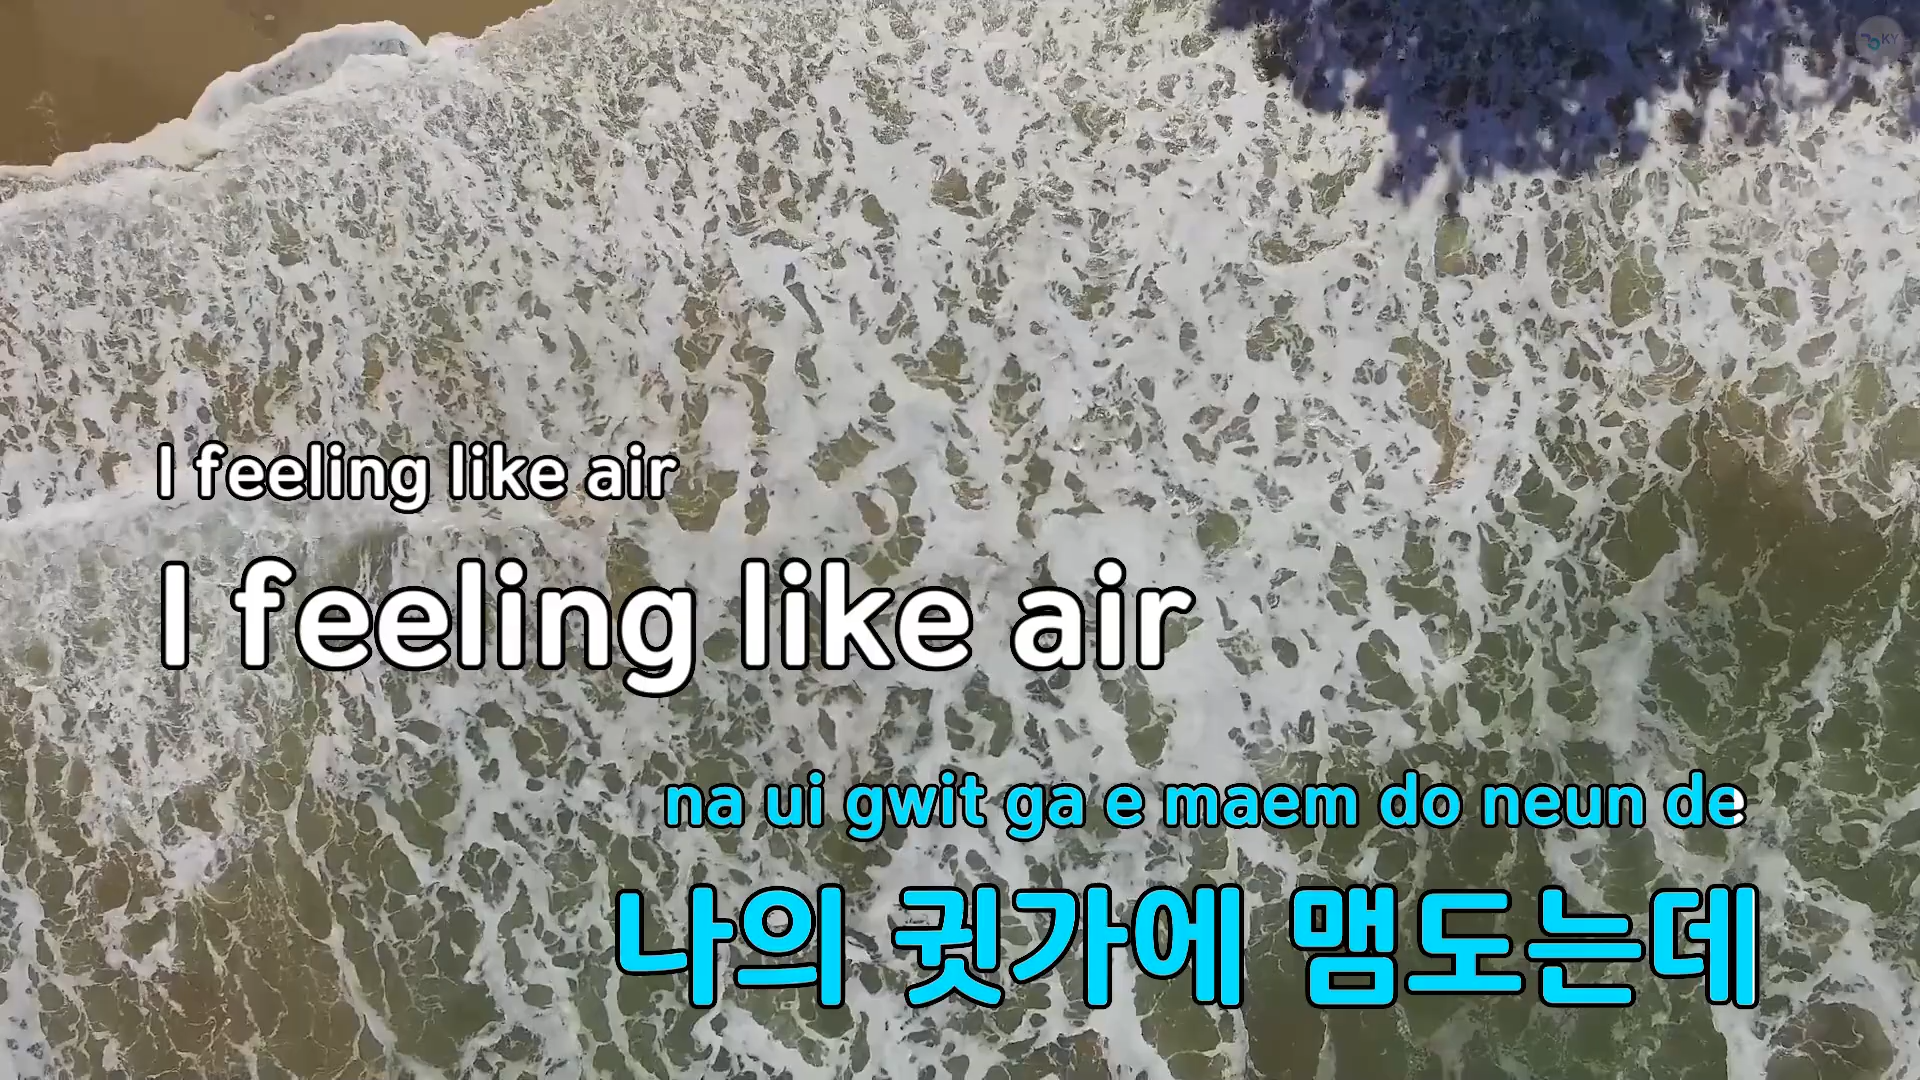 KY
I feeling like air
I feeling like air
na ui gwit ga e maem do neun de
나의 귓가에 맴도는데